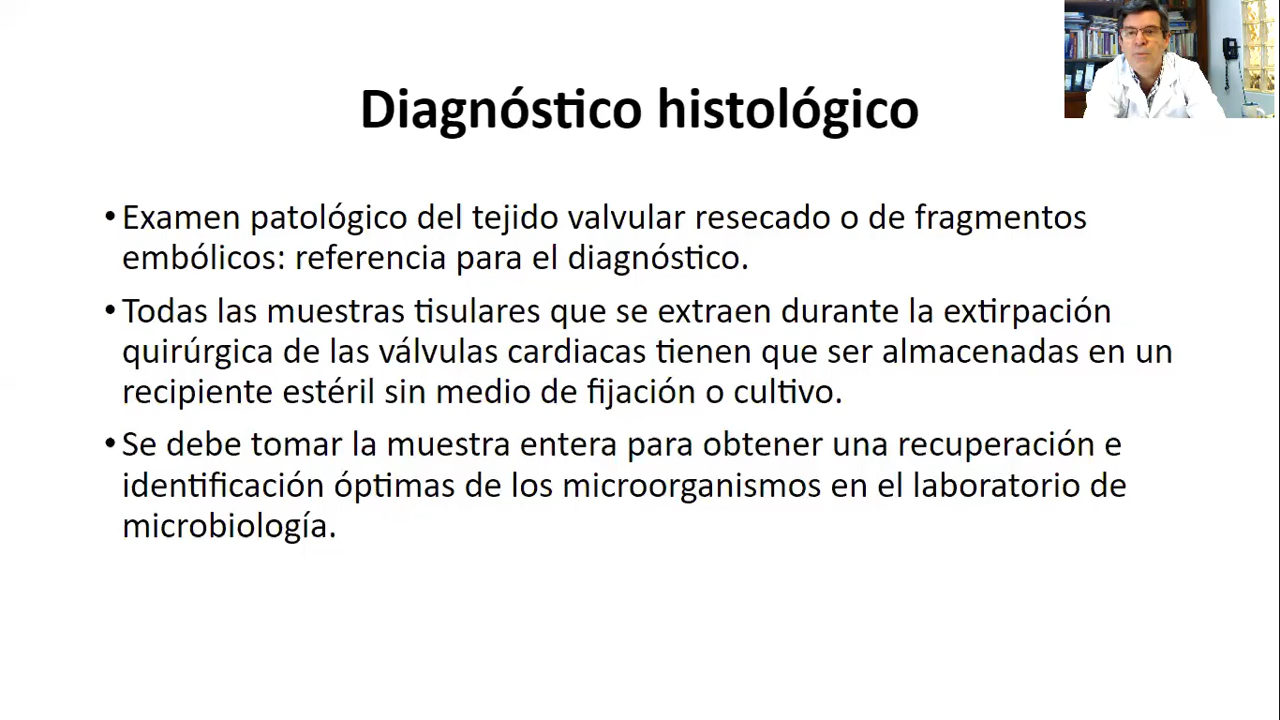 Diagnóstico histológico
• Examen patológico del tejido valvular resecado o de fragmentos
embólicos: referencia para el diagnóstico.
• Todas las muestras tisulares que se extraen durante la extirpación
quirúrgica de las válvulas cardiacas tienen que ser almacenadas en un
recipiente estéril sin medio de fijación o cultivo.
• Se debe tomar la muestra entera para obtener una recuperación e
identificación óptimas de los microorganismos en el laboratorio de
microbiología.